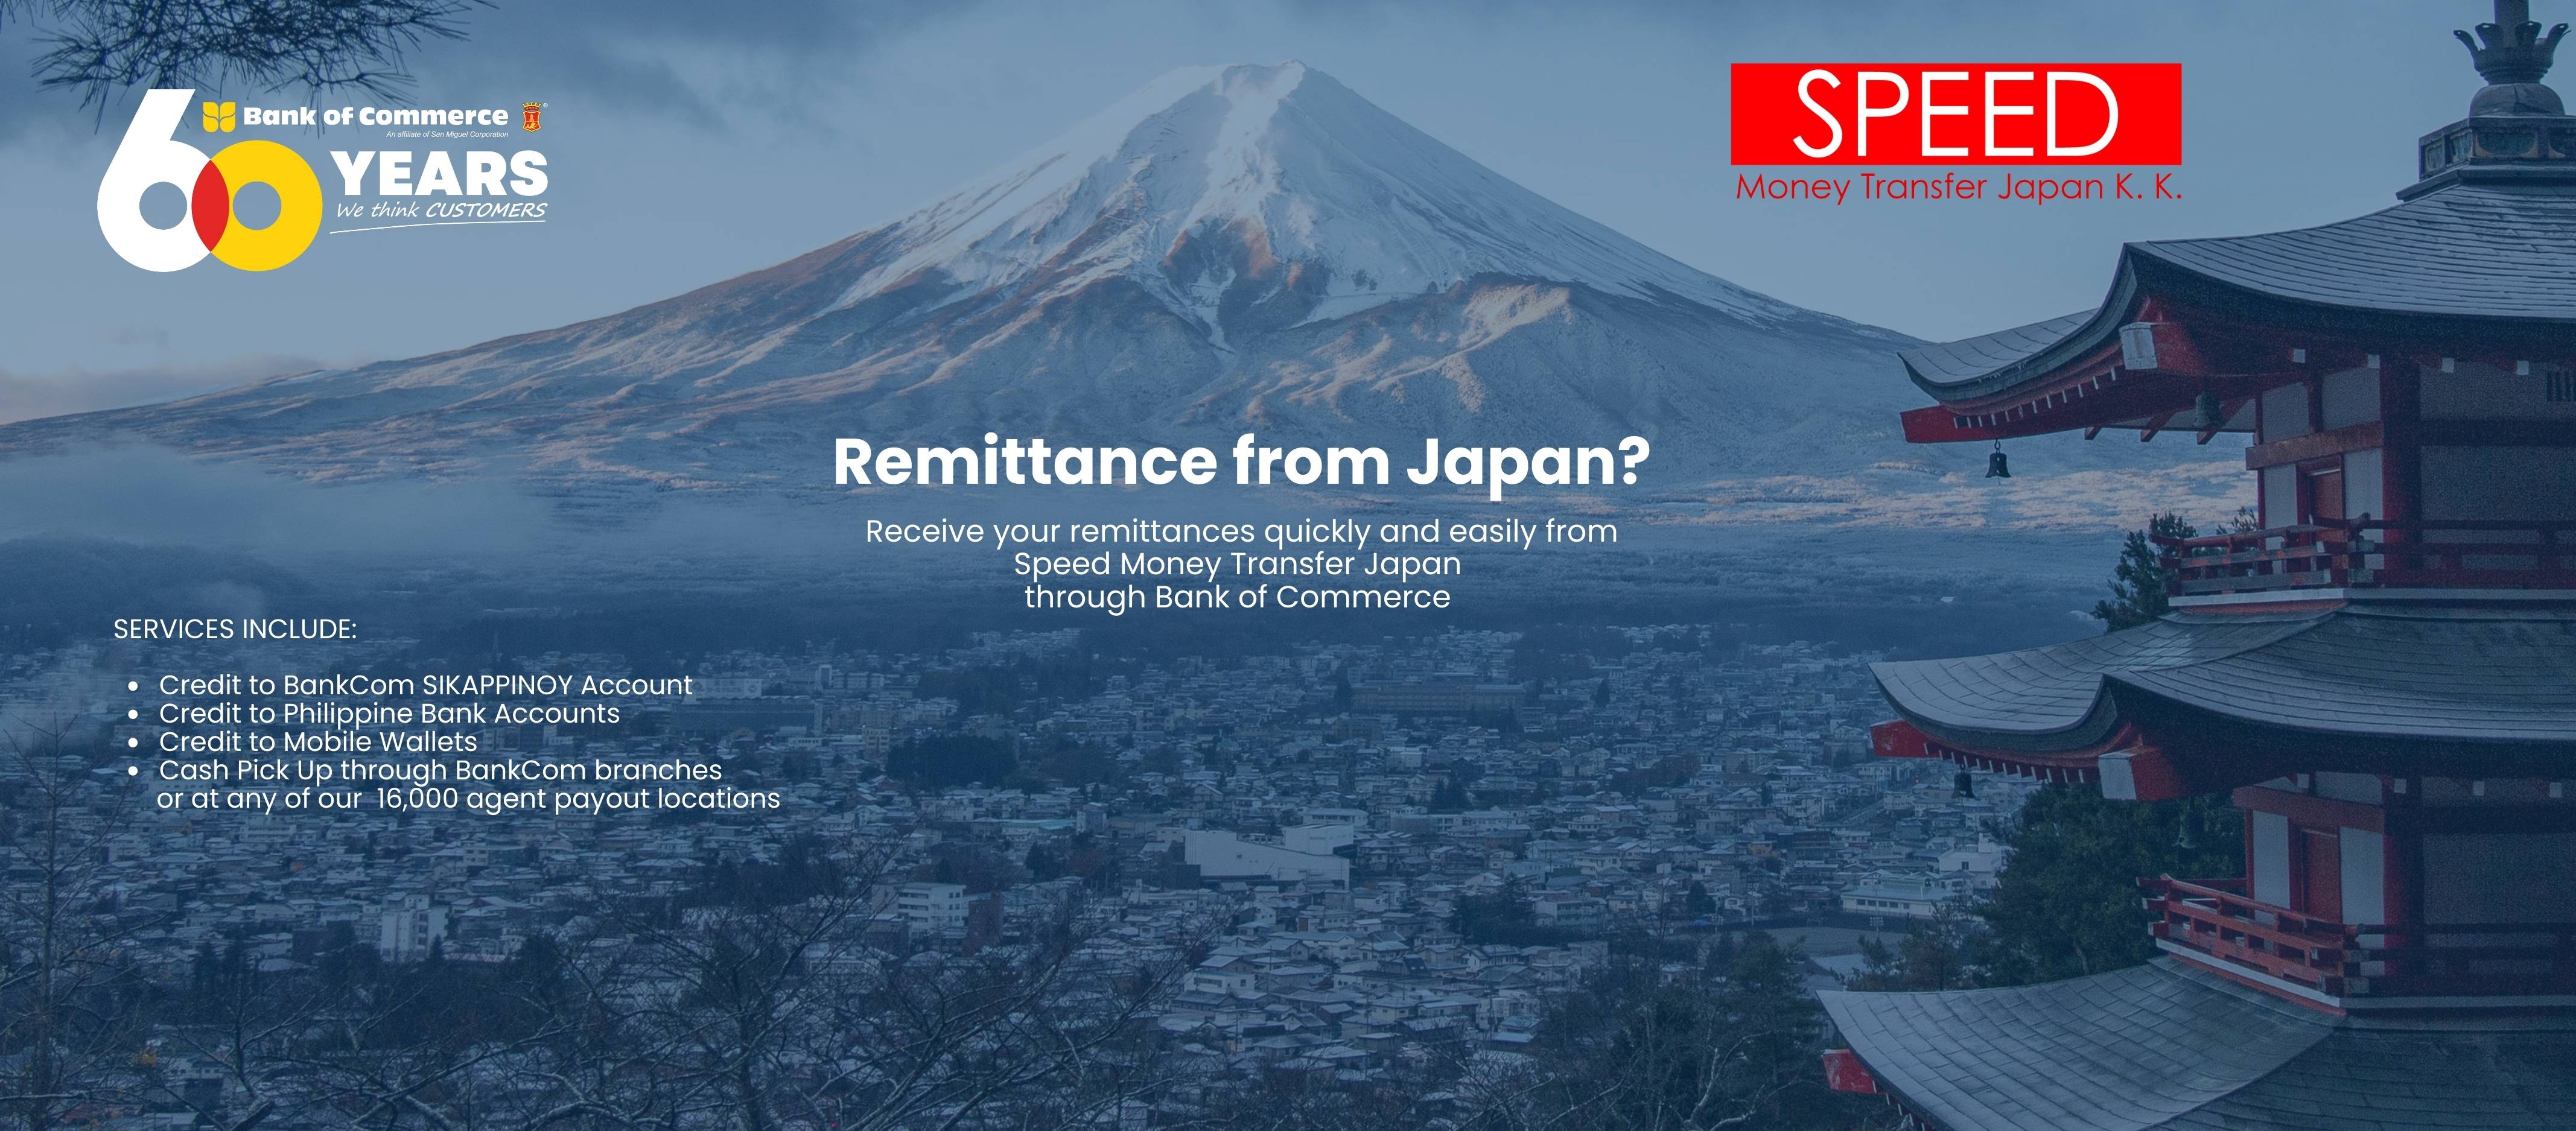 60
Bank of Commerce
An affiliate of San Miguel Corporation
YEARS
We think CUSTOMERS
SPEED
Money Transfer Japan K. K.
Remittance from Japan?
Receive your remittances quickly and easily from
Speed Money Transfer Japan
through Bank of Commerce
SERVICES INCLUDE:
• Credit to BankCom SIKAPPINOY Account
• Credit to Philippine Bank Accounts
• Credit to Mobile Wallets
• Cash Pick Up through BankCom branches
or at any of our 16,000 agent payout locations